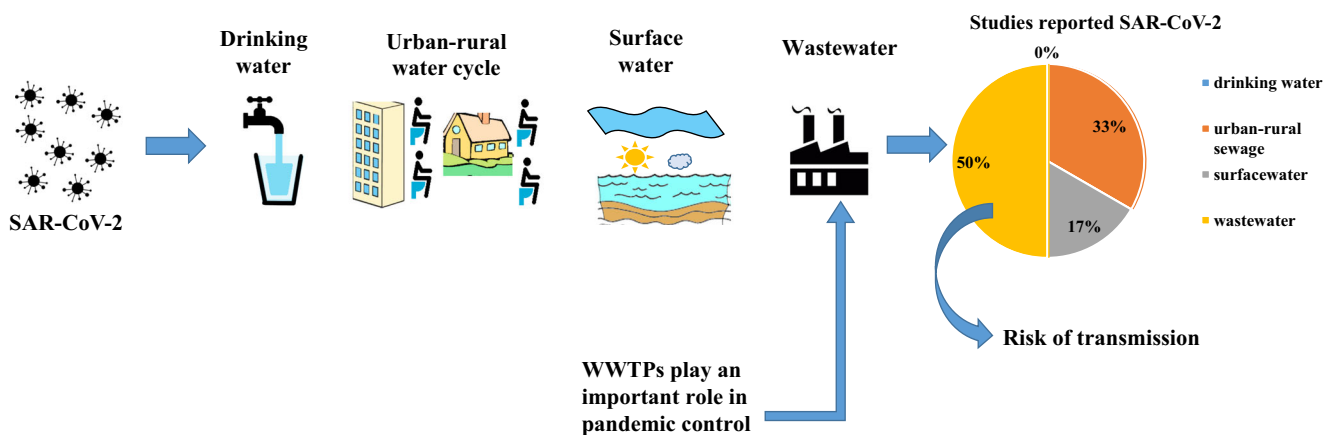 SAR-CoV-2
Drinking
water
Urban-rural
water cycle
Surface
water
Wastewater
WWTPs play an
important role in
pandemic control
Studies reported SAR-CoV-2
0%
33%
17%
50%
drinking water
urban-rural
sewage
surfacewater
wastewater
Risk of transmission